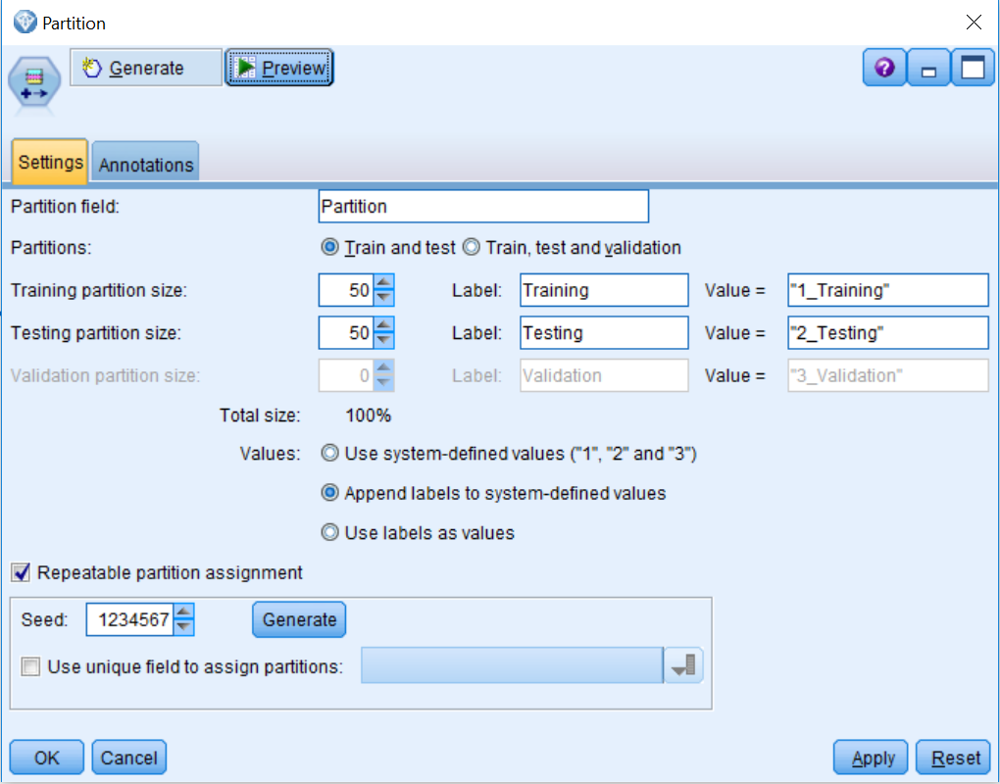 Partition
Generate Preview
Settings Annotations
Partition field: Partition
Partitions: Train and test Train, test and validation
Training partition size: 50 Label: Training Value = "1_Training"
Testing partition size: 50 Label: Testing Value = "2_Testing"
Validation partition size: 0 Label: Validation Value = "3_Validation"
Total size: 100%
Values: Use system-defined values ("1", "2" and "3")
Append labels to system-defined values
Use labels as values
Repeatable partition assignment
Seed: 1234567 Generate
Use unique field to assign partitions:
OK Cancel Apply Reset